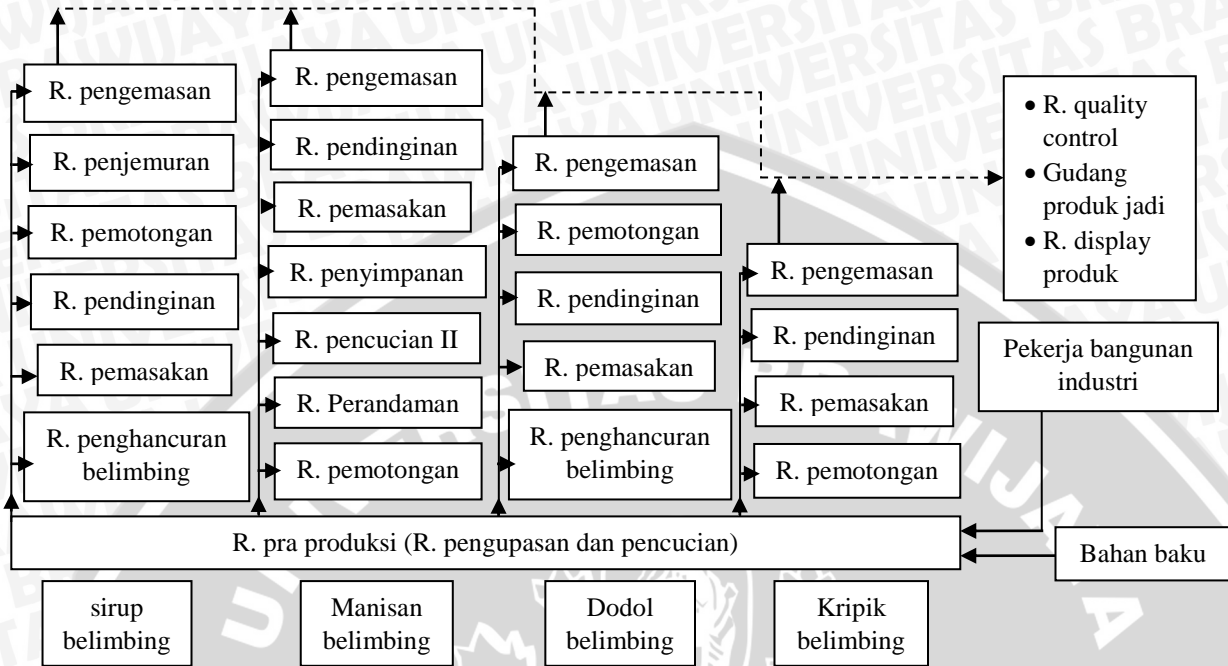 R. pengemasan
R. penjemuran
R. pemotongan
R. pendinginan
R. pemasakan
R. penghancuran
belimbing
R. pengemasan
R. pendinginan
R. pemasakan
R. penyimpanan
R. pencucian II
R. Perandaman
R. pemotongan
R. pengemasan
R. pemotongan
R. pendinginan
R. pemasakan
R. penghancuran
belimbing
R. pengemasan
R. pendinginan
R. pemasakan
R. pemotongan
• R. quality
control
• Gudang
produk jadi
• R. display
produk
Pekerja bangunan
industri
R. pra produksi (R. pengupasan dan pencucian)
Bahan baku
sirup
belimbing
Manisan
belimbing
Dodol
belimbing
Kripik
belimbing
UNIVERSITAS BRAWIJAYA